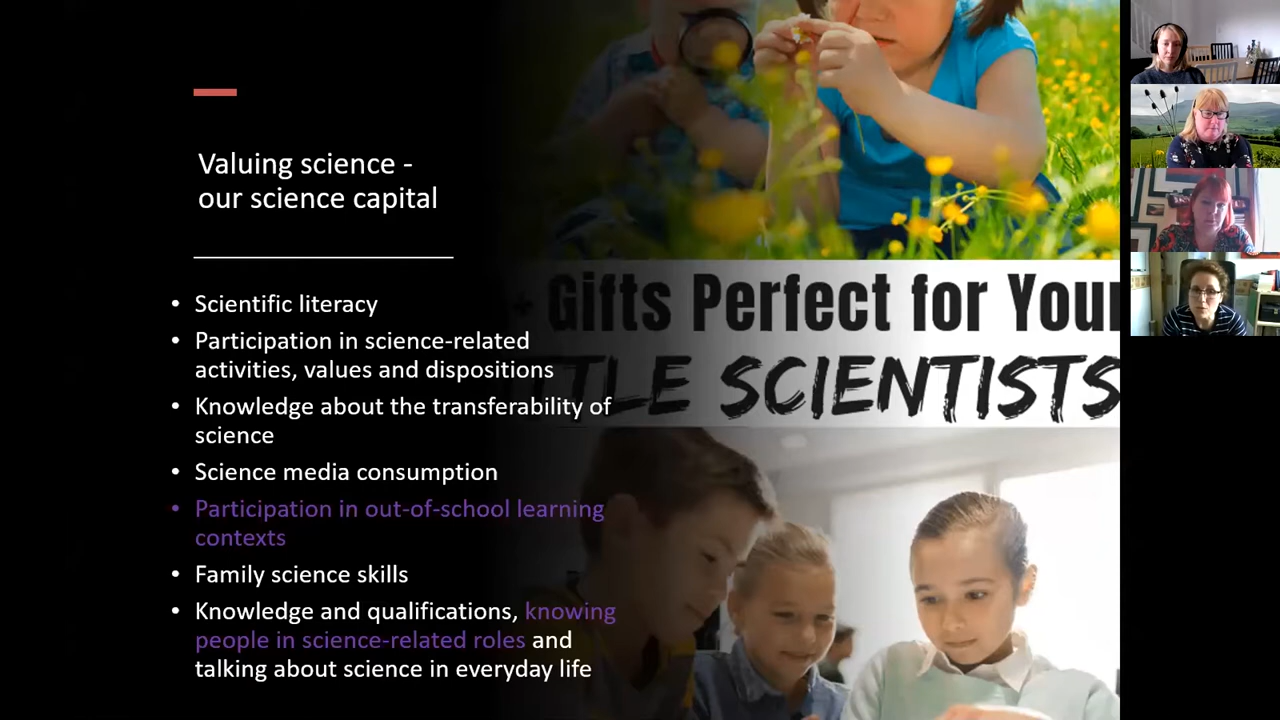 Valuing science -
our science capital
• Scientific literacy
• Participation in science-related
activities, values and dispositions
• Knowledge about the transferability of
science
• Science media consumption
• Participation in out-of-school learning
contexts
• Family science skills
• Knowledge and qualifications, knowing
people in science-related roles and
talking about science in everyday life
Gifts Perfect for Your
TTLE SCIENTISTS